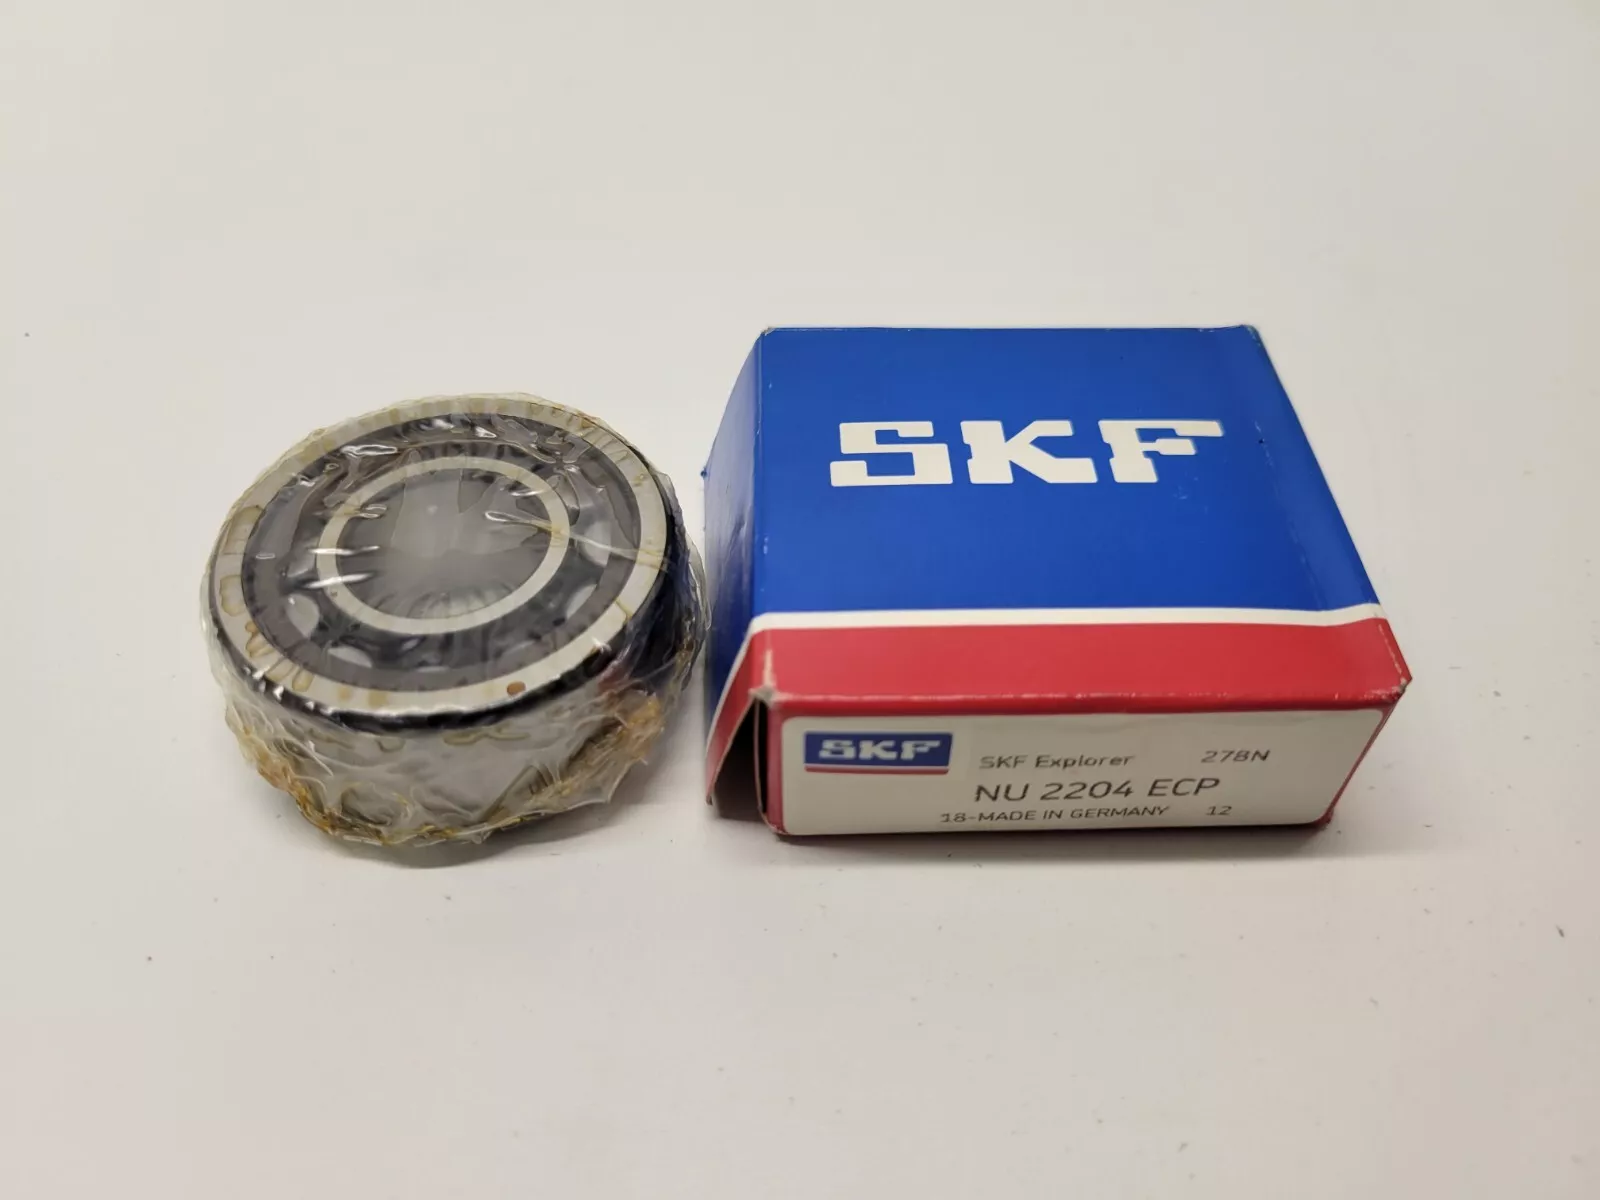 SKF
SKF
SKF Explorer 278N
NU 2204 ECP
18-MADE IN GERMANY 12